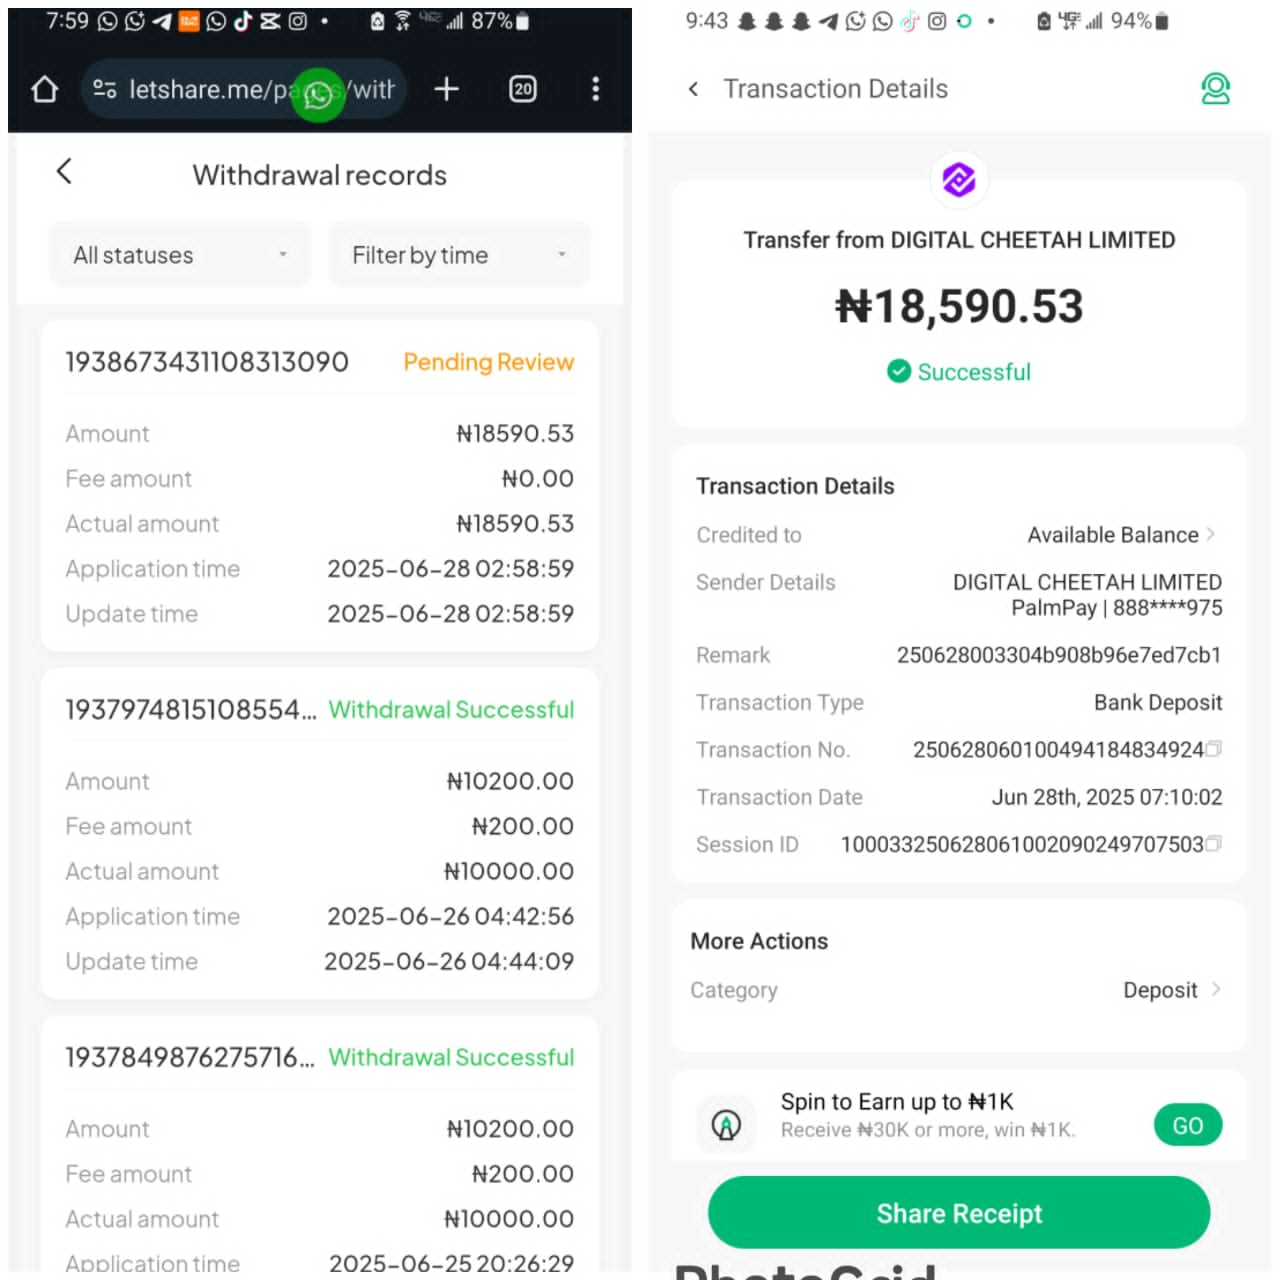 7:59
87%
letshare.me/pa
/with
20
Withdrawal records
All statuses
Filter by time
1938673431108313090 Pending Review
Amount ₦18590.53
Fee amount ₦0.00
Actual amount ₦18590.53
Application time 2025-06-28 02:58:59
Update time 2025-06-28 02:58:59
1937974815108554... Withdrawal Successful
Amount ₦10200.00
Fee amount ₦200.00
Actual amount ₦10000.00
Application time 2025-06-26 04:42:56
Update time 2025-06-26 04:44:09
1937849876275716... Withdrawal Successful
Amount ₦10200.00
Fee amount ₦200.00
Actual amount ₦10000.00
Application time 2025-06-25 20:26:29
9:43
94%
Transaction Details
Transfer from DIGITAL CHEETAH LIMITED
₦18,590.53
Successful
Transaction Details
Credited to Available Balance
Sender Details DIGITAL CHEETAH LIMITED
PalmPay | 888****975
Remark 250628003304b908b96e7ed7cb1
Transaction Type Bank Deposit
Transaction No. 250628060100494184834924
Transaction Date Jun 28th, 2025 07:10:02
Session ID 100033250628061002090249707503
More Actions
Category Deposit
Spin to Earn up to ₦1K
Receive ₦30K or more, win ₦1K.
GO
Share Receipt
PhotoGrid